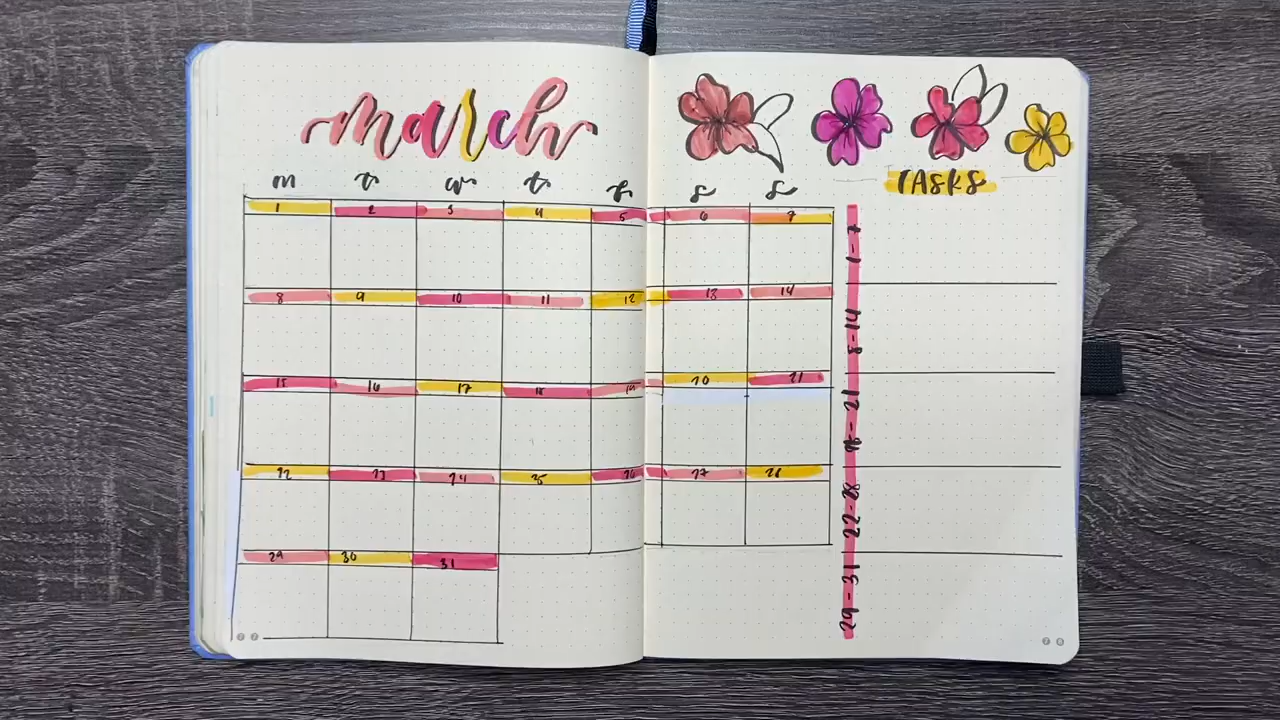 march
m t w t f s s
TASKS
1 2 3 4 5 6 7
1-7
8 9 10 11 12 13 14
8-14
15 16 17 18 19 20 21
15-21
22 23 24 25 26 27 28
22-28
29 30 31
29-31
77
78